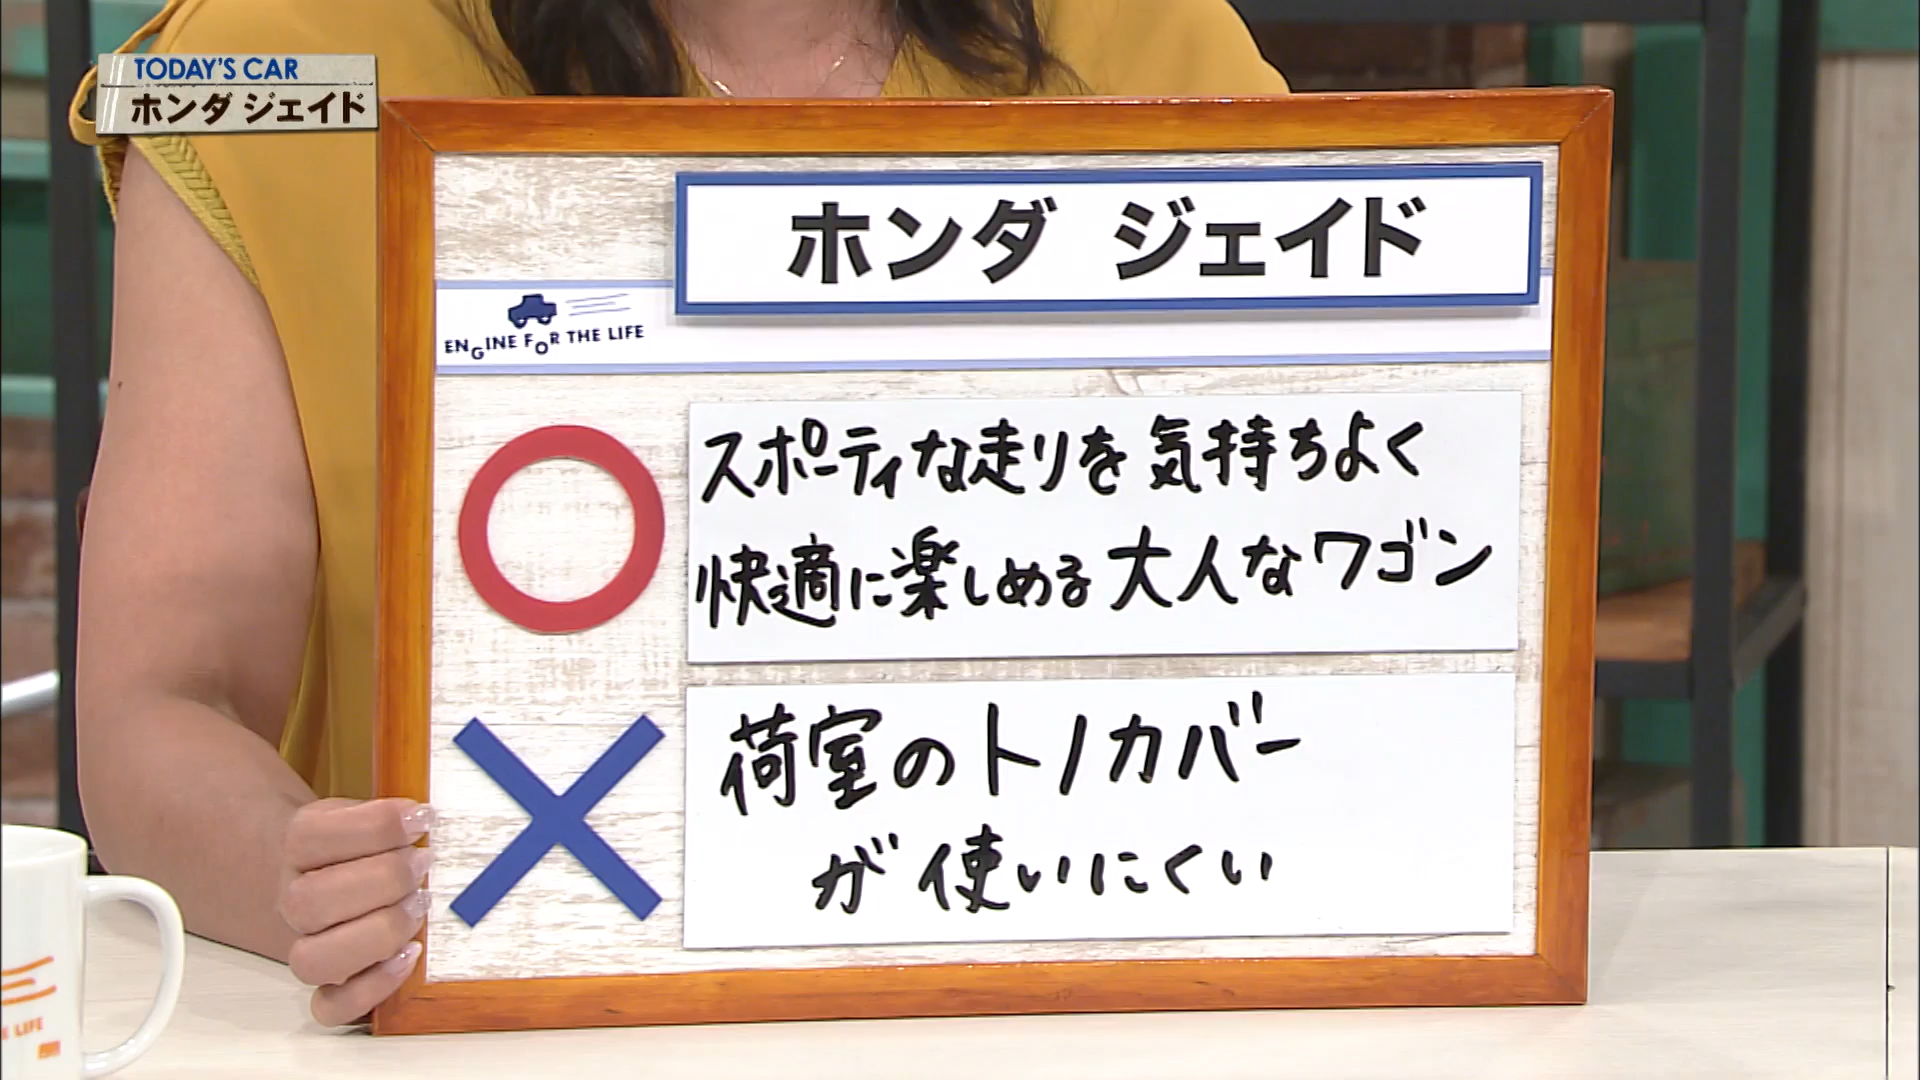 TODAY'S CAR
ホンダ ジェイド
ホンダ ジェイド
ENGINE FOR THE LIFE
スポーティな走りを気持ちよく
快適に楽しめる大人なワゴン
荷室のトノカバー
が使いにくい
E LIFE